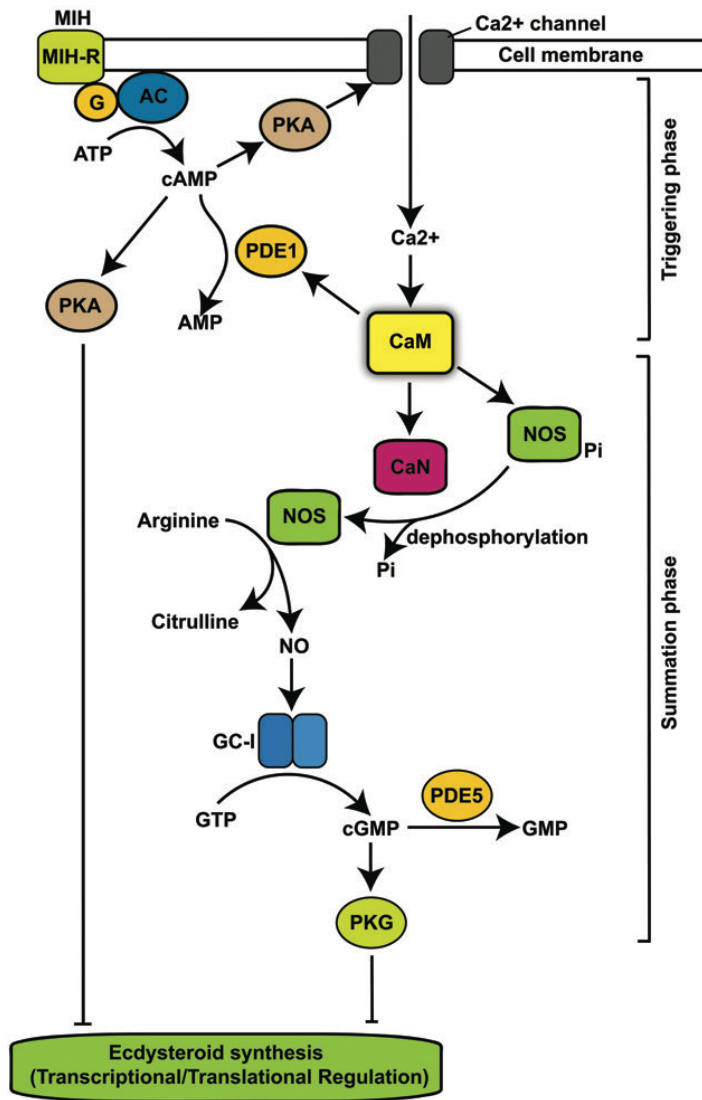 MIH
Ca2+ channel
MIH-R
Cell membrane
G
AC
PKA
ATP
cAMP
Triggering phase
Ca2+
PDE1
PKA
AMP
CaM
NOS
Pi
CaN
NOS
Arginine
dephosphorylation
Pi
Citrulline
NO
Summation phase
GC-I
PDE5
GTP
cGMP
GMP
PKG
Ecdysteroid synthesis
(Transcriptional/Translational Regulation)